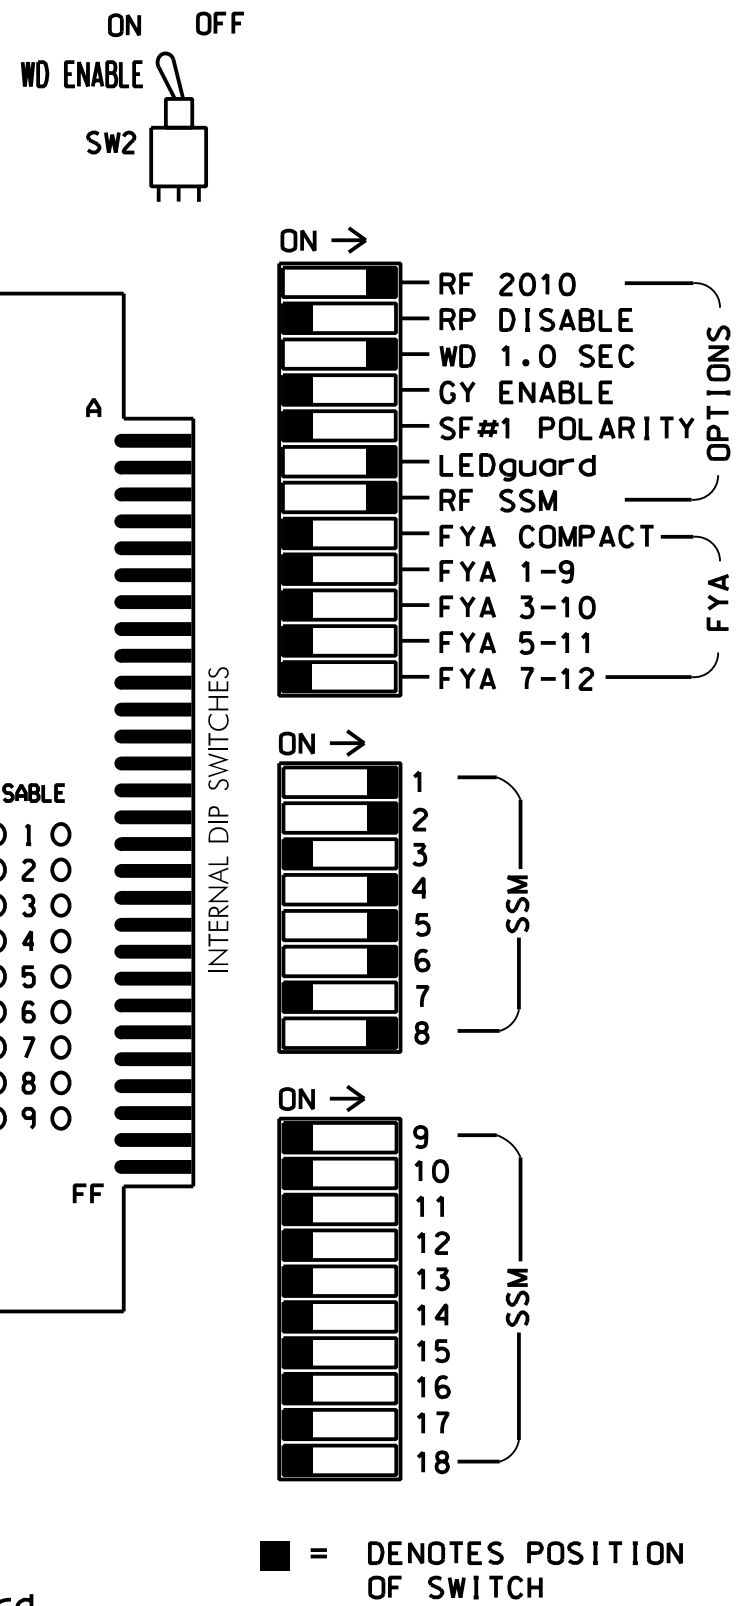 ON OFF
WD ENABLE
SW2
ON →
RF 2010
RP DISABLE
WD 1.0 SEC
GY ENABLE
SF#1 POLARITY
LEDguard
RF SSM
OPTIONS
FYA COMPACT
FYA 1-9
FYA 3-10
FYA 5-11
FYA 7-12
FYA
A
FF
INTERNAL DIP SWITCHES
SABLE
1
2
3
4
5
6
7
8
9
ON →
1
2
3
4
5
6
7
8
SSM
ON →
9
10
11
12
13
14
15
16
17
18
SSM
= DENOTES POSITION
OF SWITCH